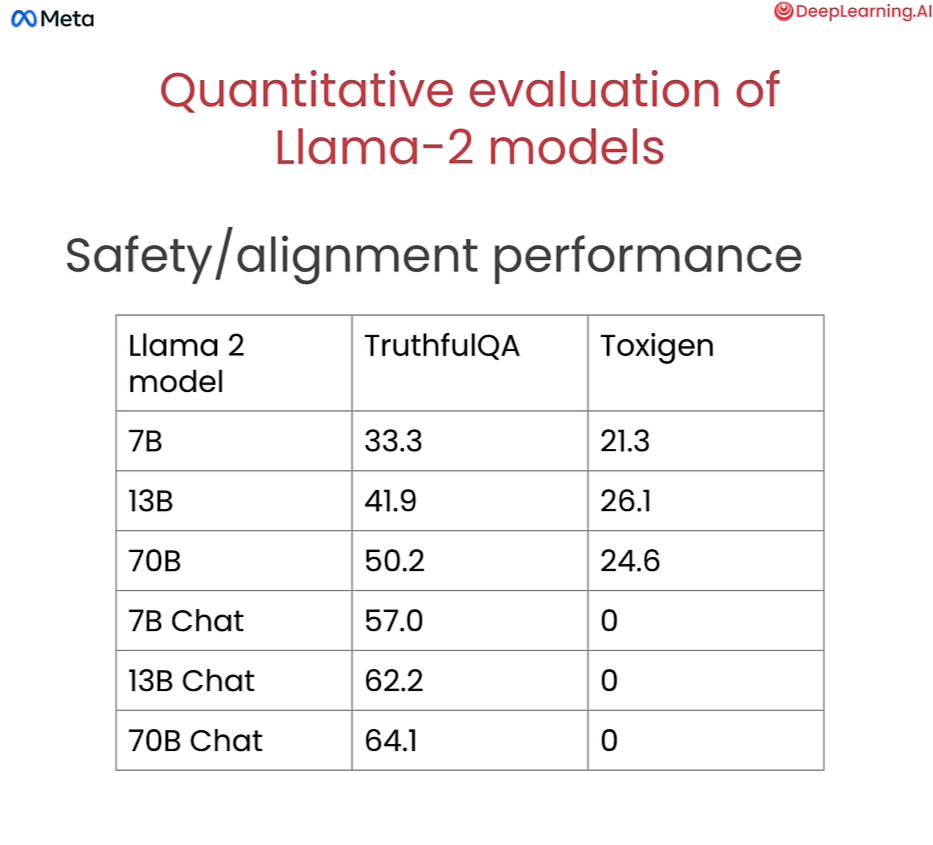 Meta
DeepLearning.AI
Quantitative evaluation of
Llama-2 models
Safety/alignment performance
Llama 2
model
TruthfulQA
Toxigen
7B
33.3
21.3
13B
41.9
26.1
70B
50.2
24.6
7B Chat
57.0
0
13B Chat
62.2
0
70B Chat
64.1
0